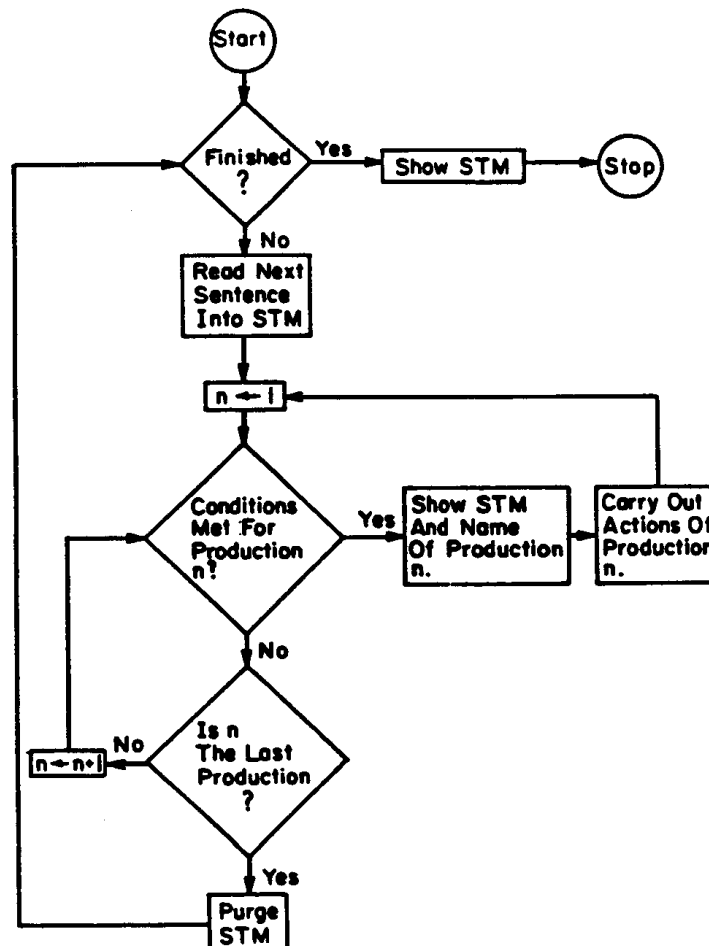 Start
Finished
?
Yes
Show STM
Stop
No
Read Next
Sentence
Into STM
n ← 1
Conditions
Met For
Production
n?
Yes
Show STM
And Name
Of Production
n.
Carry Out
Actions Of
Production
n.
No
Is n
The Last
Production
?
No
n ← n+1
Yes
Purge
STM